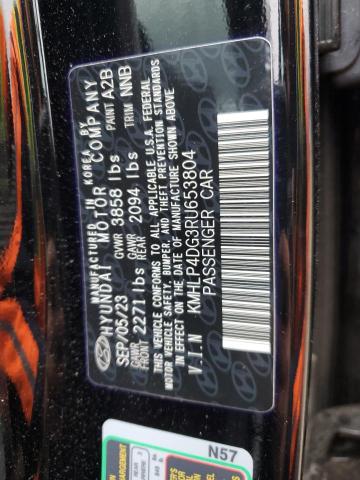 MANUFACTURED IN KOREA BY
HYUNDAI MOTOR COMPANY
SEP/05/23 GVWR 3858 lbs PAINT A2B
GAWR FRONT 2271 lbs GAWR REAR 2094 lbs TRIM NNB
THIS VEHICLE CONFORMS TO ALL APPLICABLE U.S.A. FEDERAL
MOTOR VEHICLE SAFETY, BUMPER, AND THEFT PREVENTION STANDARDS
IN EFFECT ON THE DATE OF MANUFACTURE SHOWN ABOVE
V.I.N KMHLP4DG3RU653804
PASSENGER CAR
N57
REAR